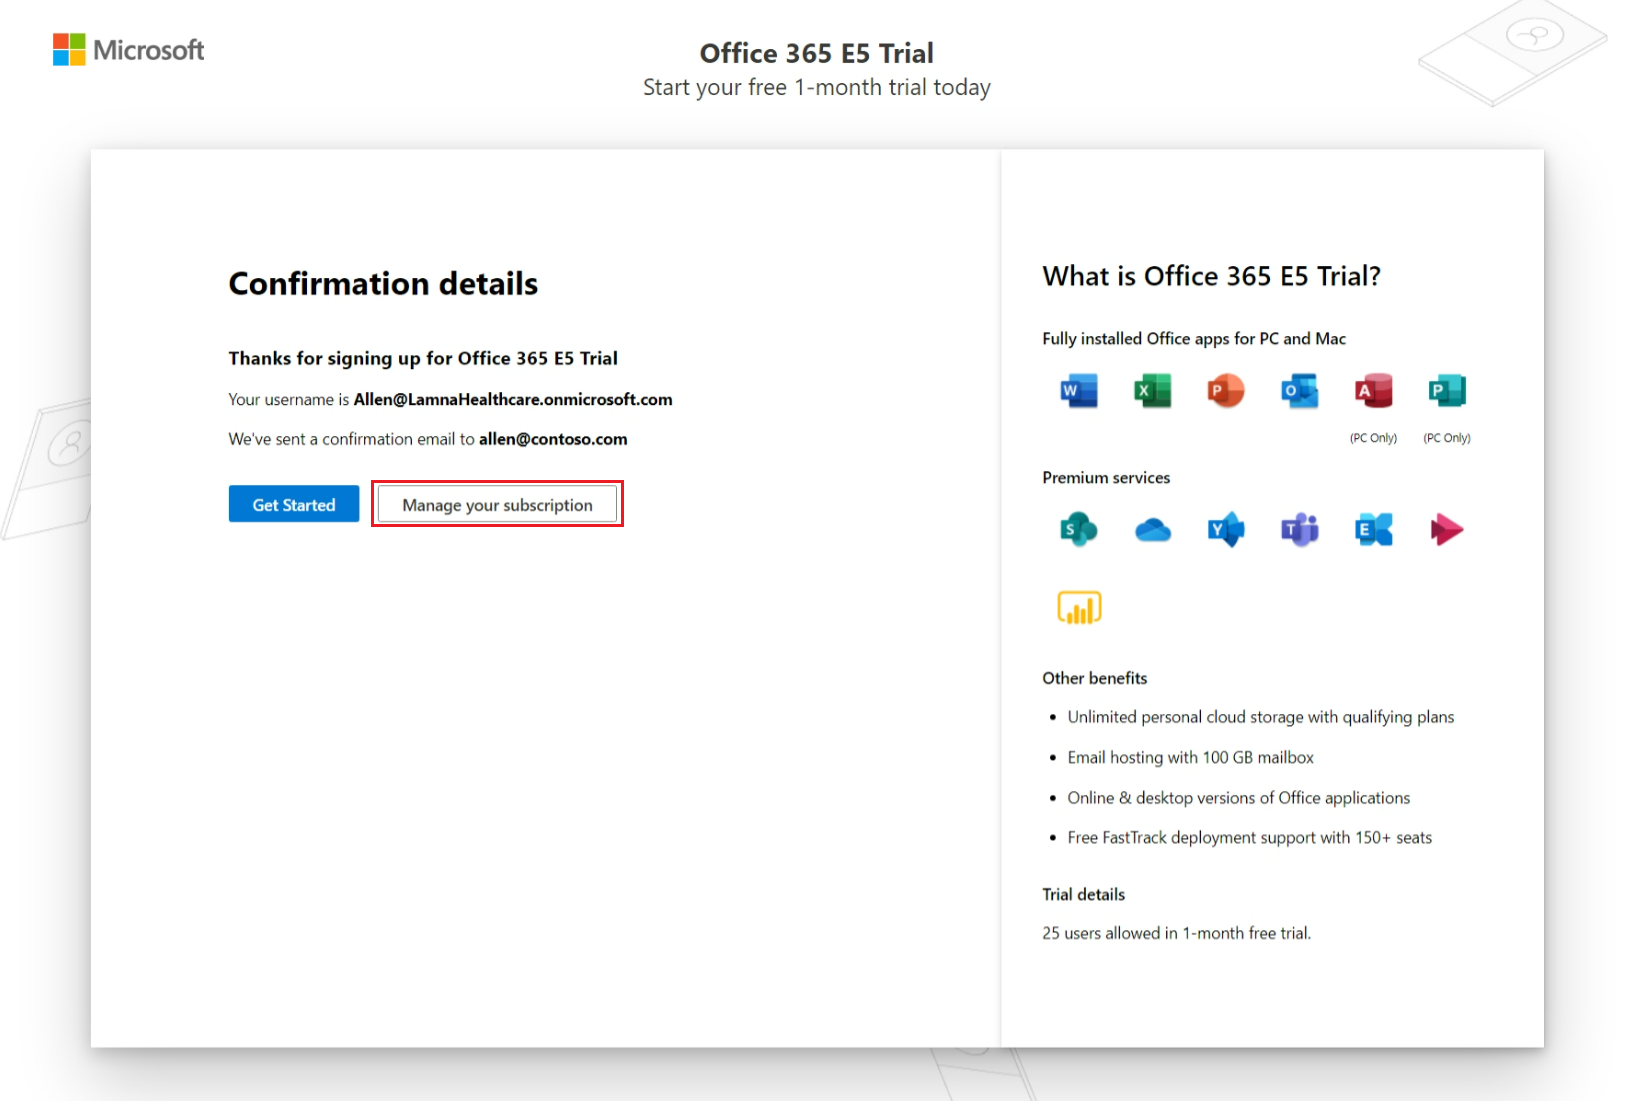 Microsoft
Office 365 E5 Trial
Start your free 1-month trial today
Confirmation details
Thanks for signing up for Office 365 E5 Trial
Your username is Allen@LamnaHealthcare.onmicrosoft.com
We've sent a confirmation email to allen@contoso.com
Get Started
Manage your subscription
What is Office 365 E5 Trial?
Fully installed Office apps for PC and Mac
W X P O A P
(PC Only) (PC Only)
Premium services
S Y T E
Other benefits
• Unlimited personal cloud storage with qualifying plans
• Email hosting with 100 GB mailbox
• Online & desktop versions of Office applications
• Free FastTrack deployment support with 150+ seats
Trial details
25 users allowed in 1-month free trial.